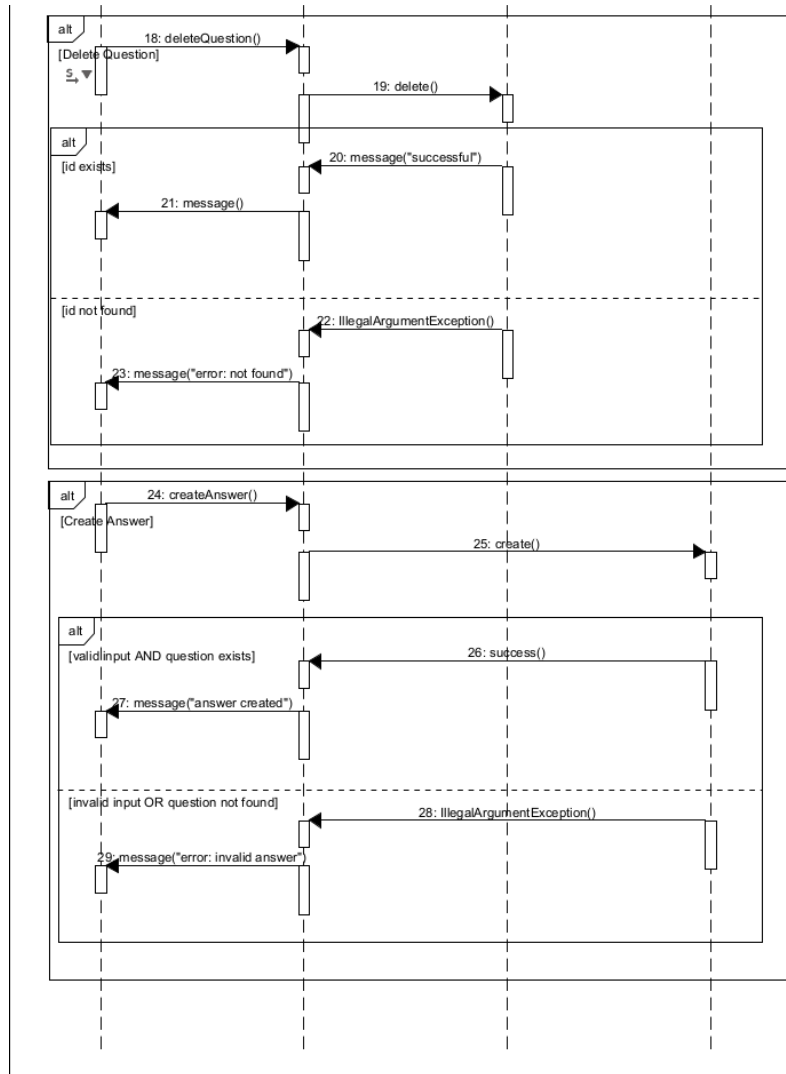 alt
18: deleteQuestion()
[Delete Question]
S
19: delete()
alt
20: message("successful")
[id exists]
21: message()
[id not found]
22: IllegalArgumentException()
23: message("error: not found")
alt
24: createAnswer()
[Create Answer]
25: create()
alt
26: success()
[valid input AND question exists]
27: message("answer created")
[invalid input OR question not found]
28: IllegalArgumentException()
29: message("error: invalid answer")